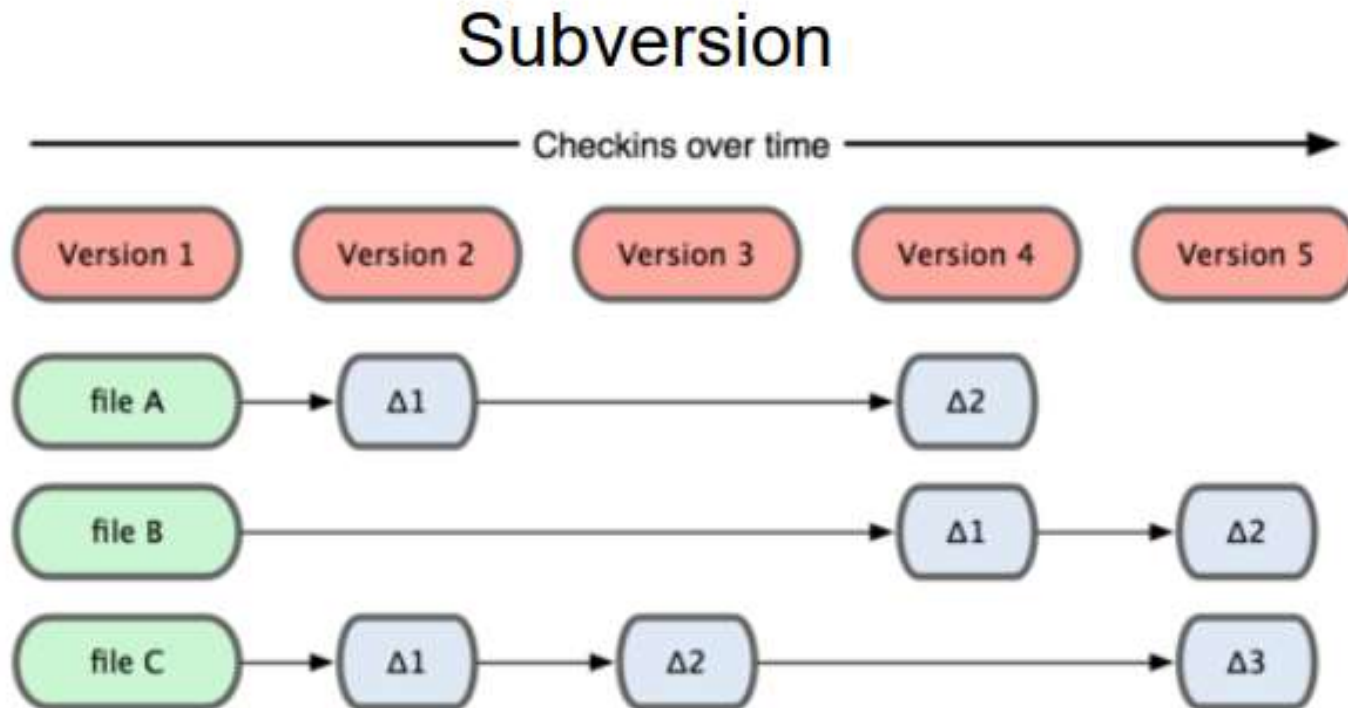 Subversion
Checkins over time
Version 1 Version 2 Version 3 Version 4 Version 5
file A Δ1 Δ2
file B Δ1 Δ2
file C Δ1 Δ2 Δ3